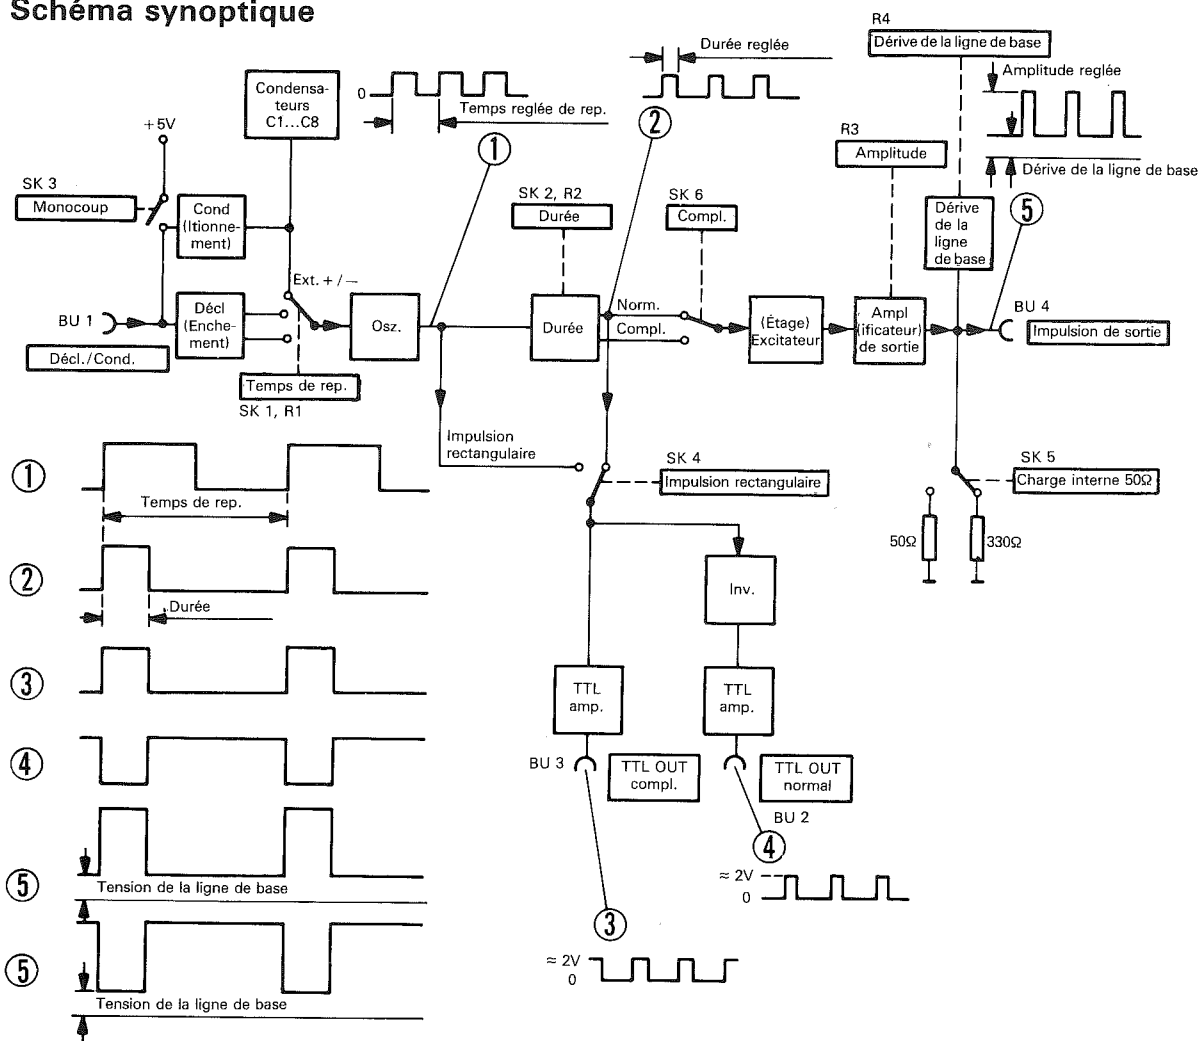 Schéma synoptique
R4
Dérive de la ligne de base
Durée reglée
Amplitude reglée
Condensa-
teurs
C1...C8
0
Temps reglée de rep.
+5V
1
2
R3
Amplitude
Dérive de la ligne de base
SK 3
Monocoup
Cond
(Itionne-
ment)
SK 2, R2
Durée
SK 6
Compl.
Dérive
de la
ligne
de base
5
Ext. + / —
BU 1
Décl
(Enche-
ment)
Osz.
Durée
Norm.
Compl.
(Étage)
Excitateur
Ampl
(ificateur)
de sortie
BU 4
Impulsion de sortie
Décl./Cond.
Temps de rep.
SK 1, R1
Impulsion
rectangulaire
SK 4
Impulsion rectangulaire
SK 5
Charge interne 50Ω
50Ω
330Ω
1
Temps de rep.
2
Durée
Inv.
3
TTL
amp.
TTL
amp.
4
BU 3
TTL OUT
compl.
TTL OUT
normal
BU 2
4
5
Tension de la ligne de base
≈ 2V
0
3
5
Tension de la ligne de base
≈ 2V
0